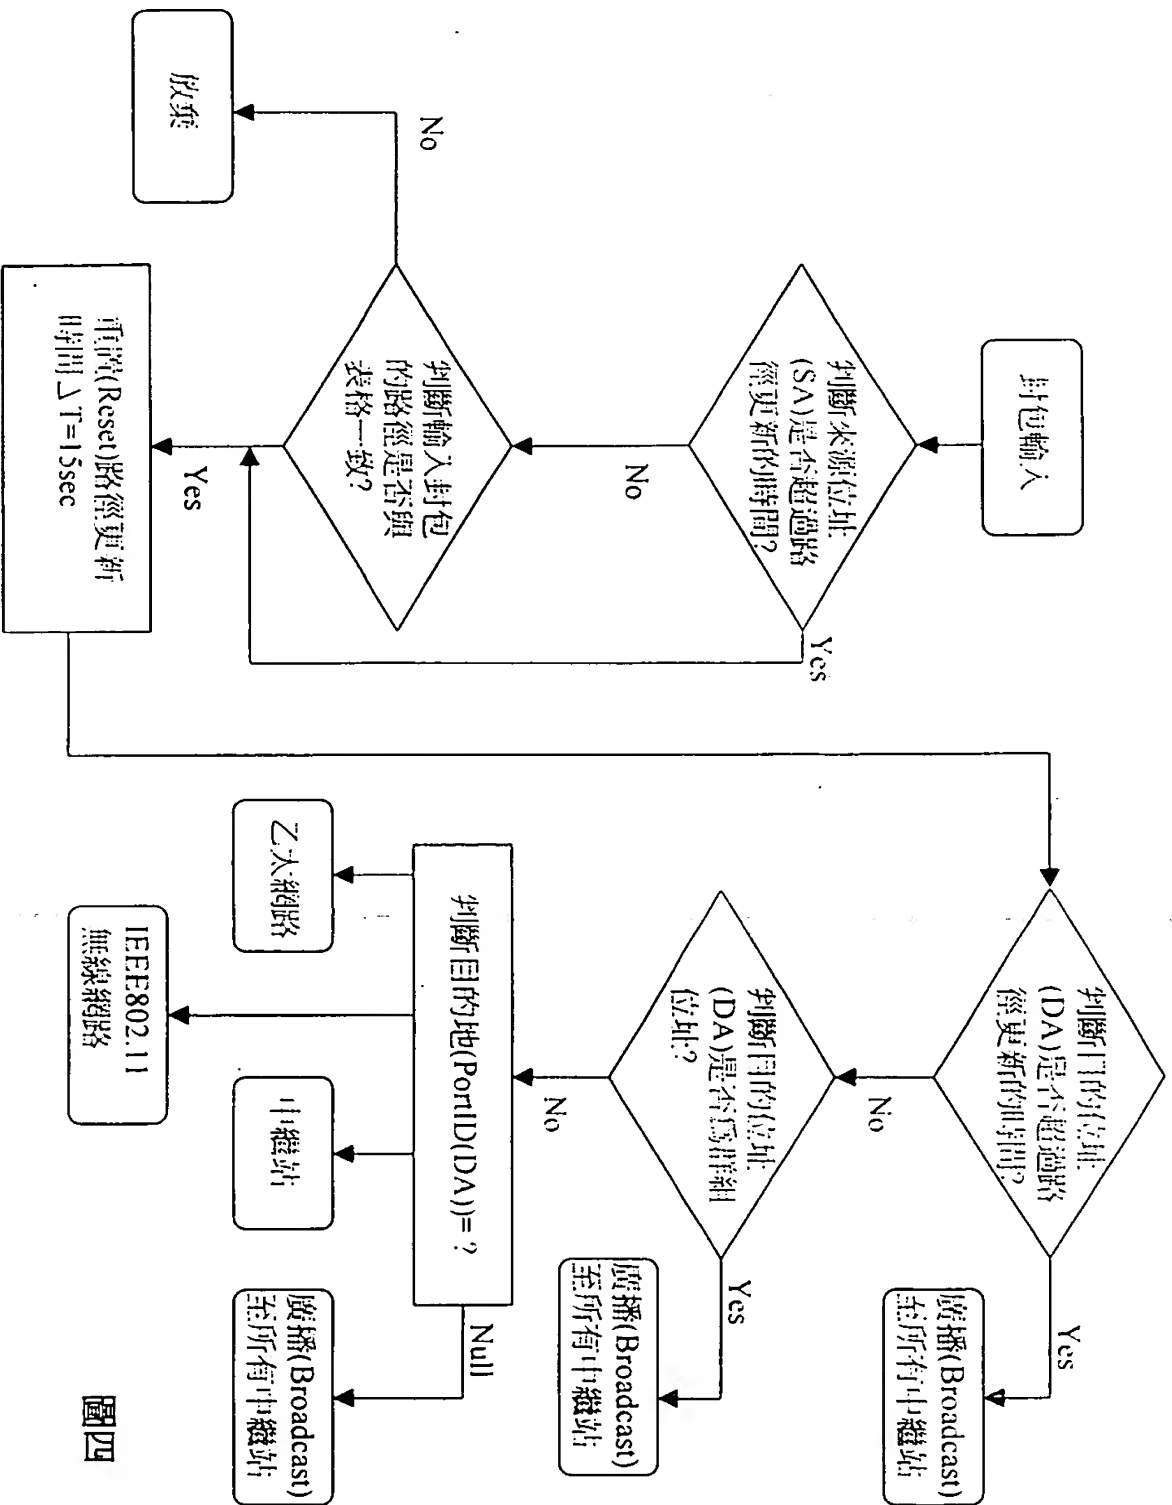 封包輸入
判斷來源位址
(SA)是否超過路
徑更新的時間?
Yes
No
判斷輸入封包
的路徑是否與
表格一致?
No
放棄
Yes
重置(Reset)路徑更新
時間△T=15sec
判斷目的位址
(DA)是否超過路
徑更新的時間?
Yes
廣播(Broadcast)
至所有中繼站
No
判斷目的位址
(DA)是否爲群組
位址?
Yes
廣播(Broadcast)
至所有中繼站
No
判斷目的地(PortID(DA))=?
Null
乙太網路
IEEE802.11
無線網路
中繼站
廣播(Broadcast)
至所有中繼站
圖四